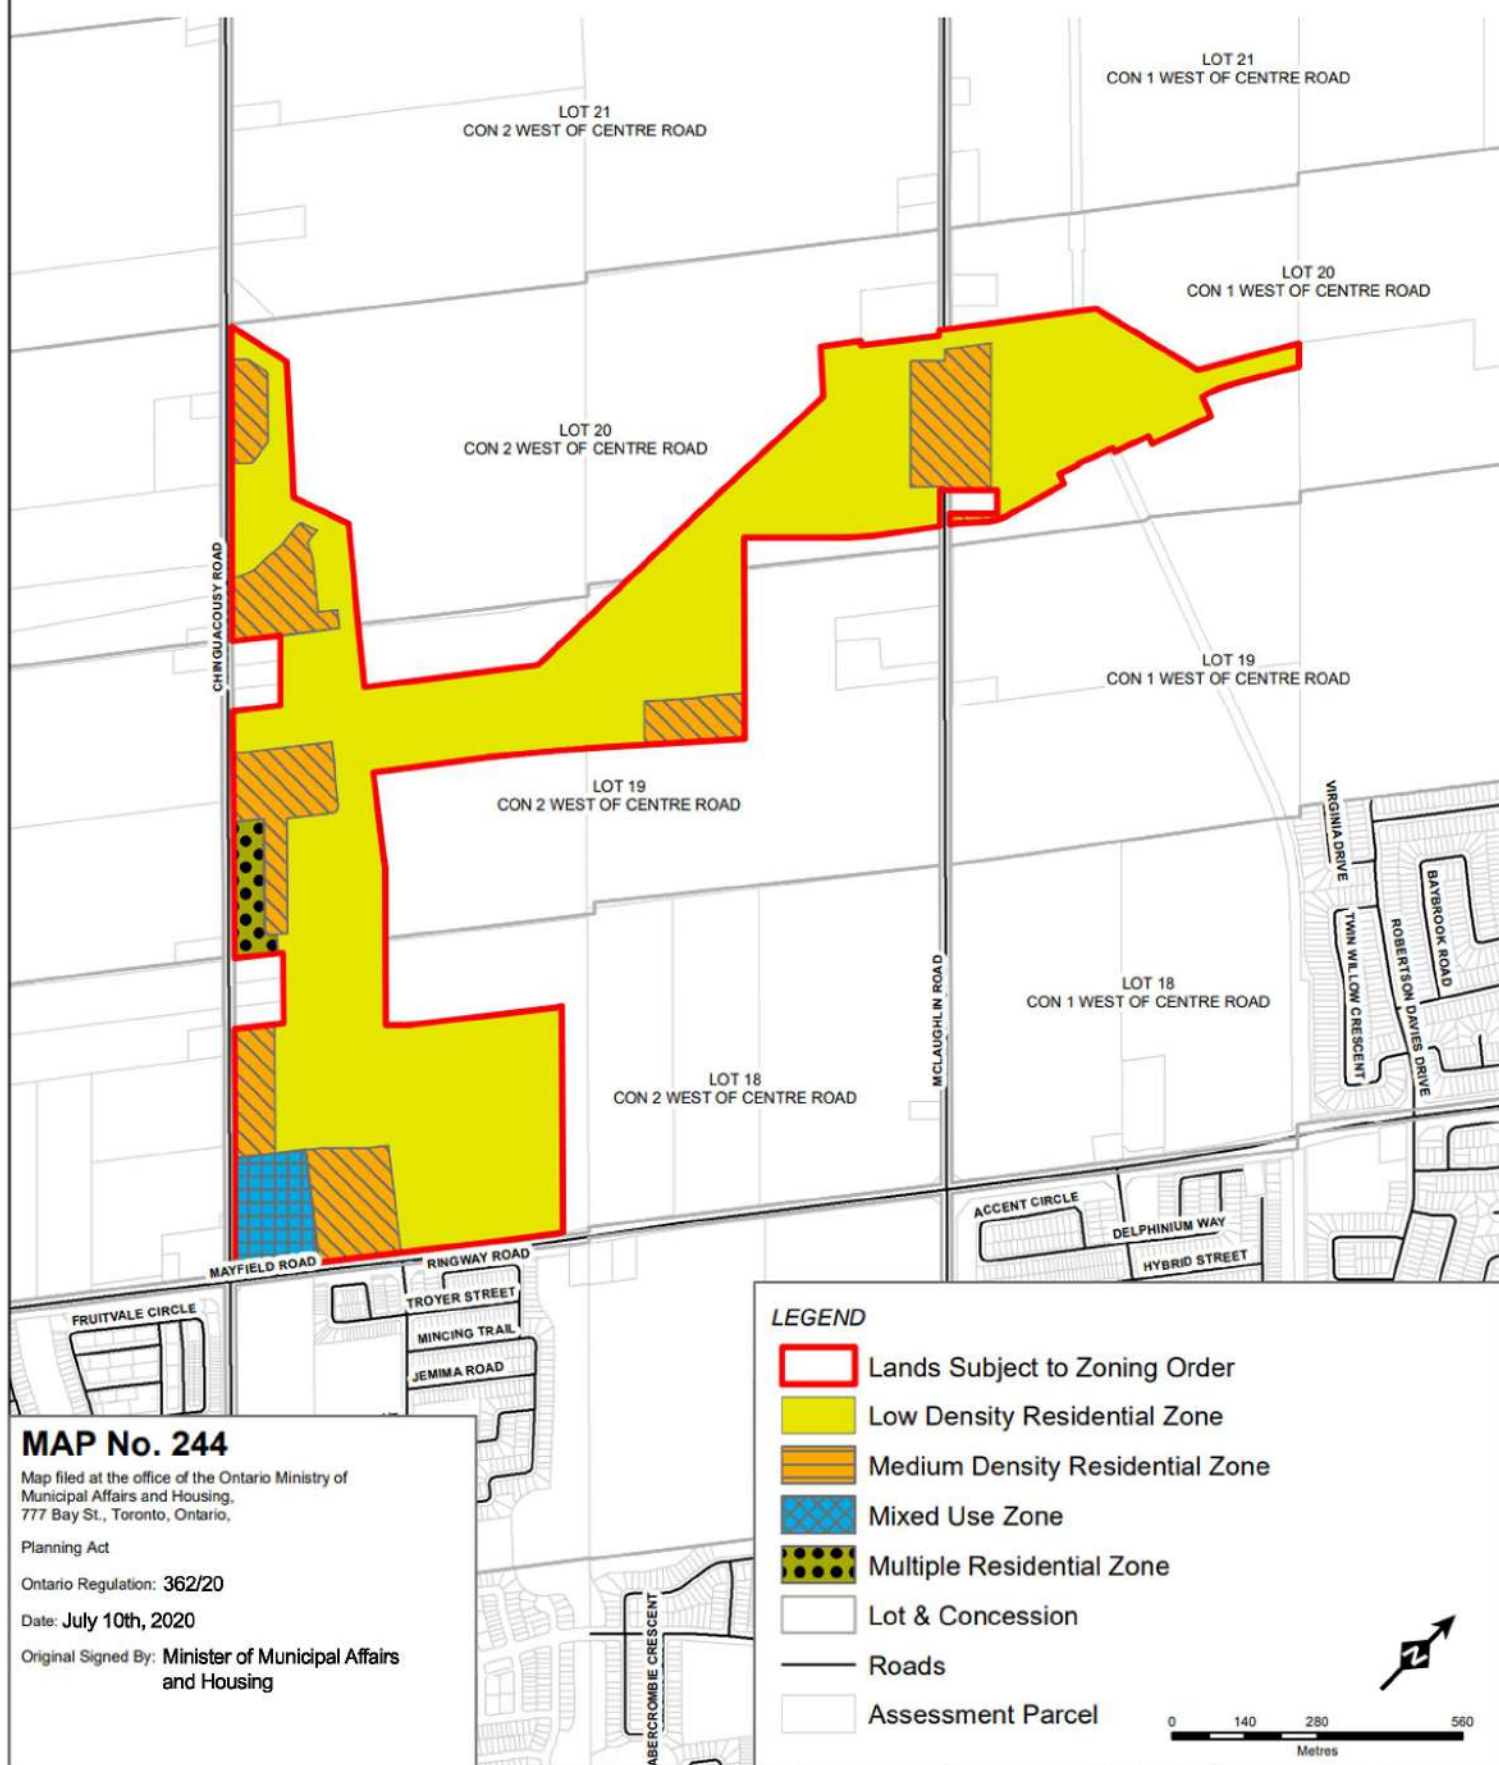 LOT 21
CON 1 WEST OF CENTRE ROAD
LOT 21
CON 2 WEST OF CENTRE ROAD
LOT 20
CON 1 WEST OF CENTRE ROAD
LOT 20
CON 2 WEST OF CENTRE ROAD
CHINGUACOUSY ROAD
LOT 19
CON 1 WEST OF CENTRE ROAD
LOT 19
CON 2 WEST OF CENTRE ROAD
VIRGINIA DRIVE
BAYBROOK ROAD
TWIN WILLOW CRESCENT
ROBERTSON DAVIES DRIVE
MCLAUGHLIN ROAD
LOT 18
CON 1 WEST OF CENTRE ROAD
LOT 18
CON 2 WEST OF CENTRE ROAD
ACCENT CIRCLE
DELPHINIUM WAY
HYBRID STREET
MAYFIELD ROAD
RINGWAY ROAD
FRUITVALE CIRCLE
TROYER STREET
MINCING TRAIL
JEMIMA ROAD
ABERCROMBIE CRESCENT
MAP No. 244
Map filed at the office of the Ontario Ministry of
Municipal Affairs and Housing,
777 Bay St., Toronto, Ontario,
Planning Act
Ontario Regulation: 362/20
Date: July 10th, 2020
Original Signed By: Minister of Municipal Affairs
and Housing
LEGEND
Lands Subject to Zoning Order
Low Density Residential Zone
Medium Density Residential Zone
Mixed Use Zone
Multiple Residential Zone
Lot & Concession
Roads
Assessment Parcel
N
0 140 280 560
Metres